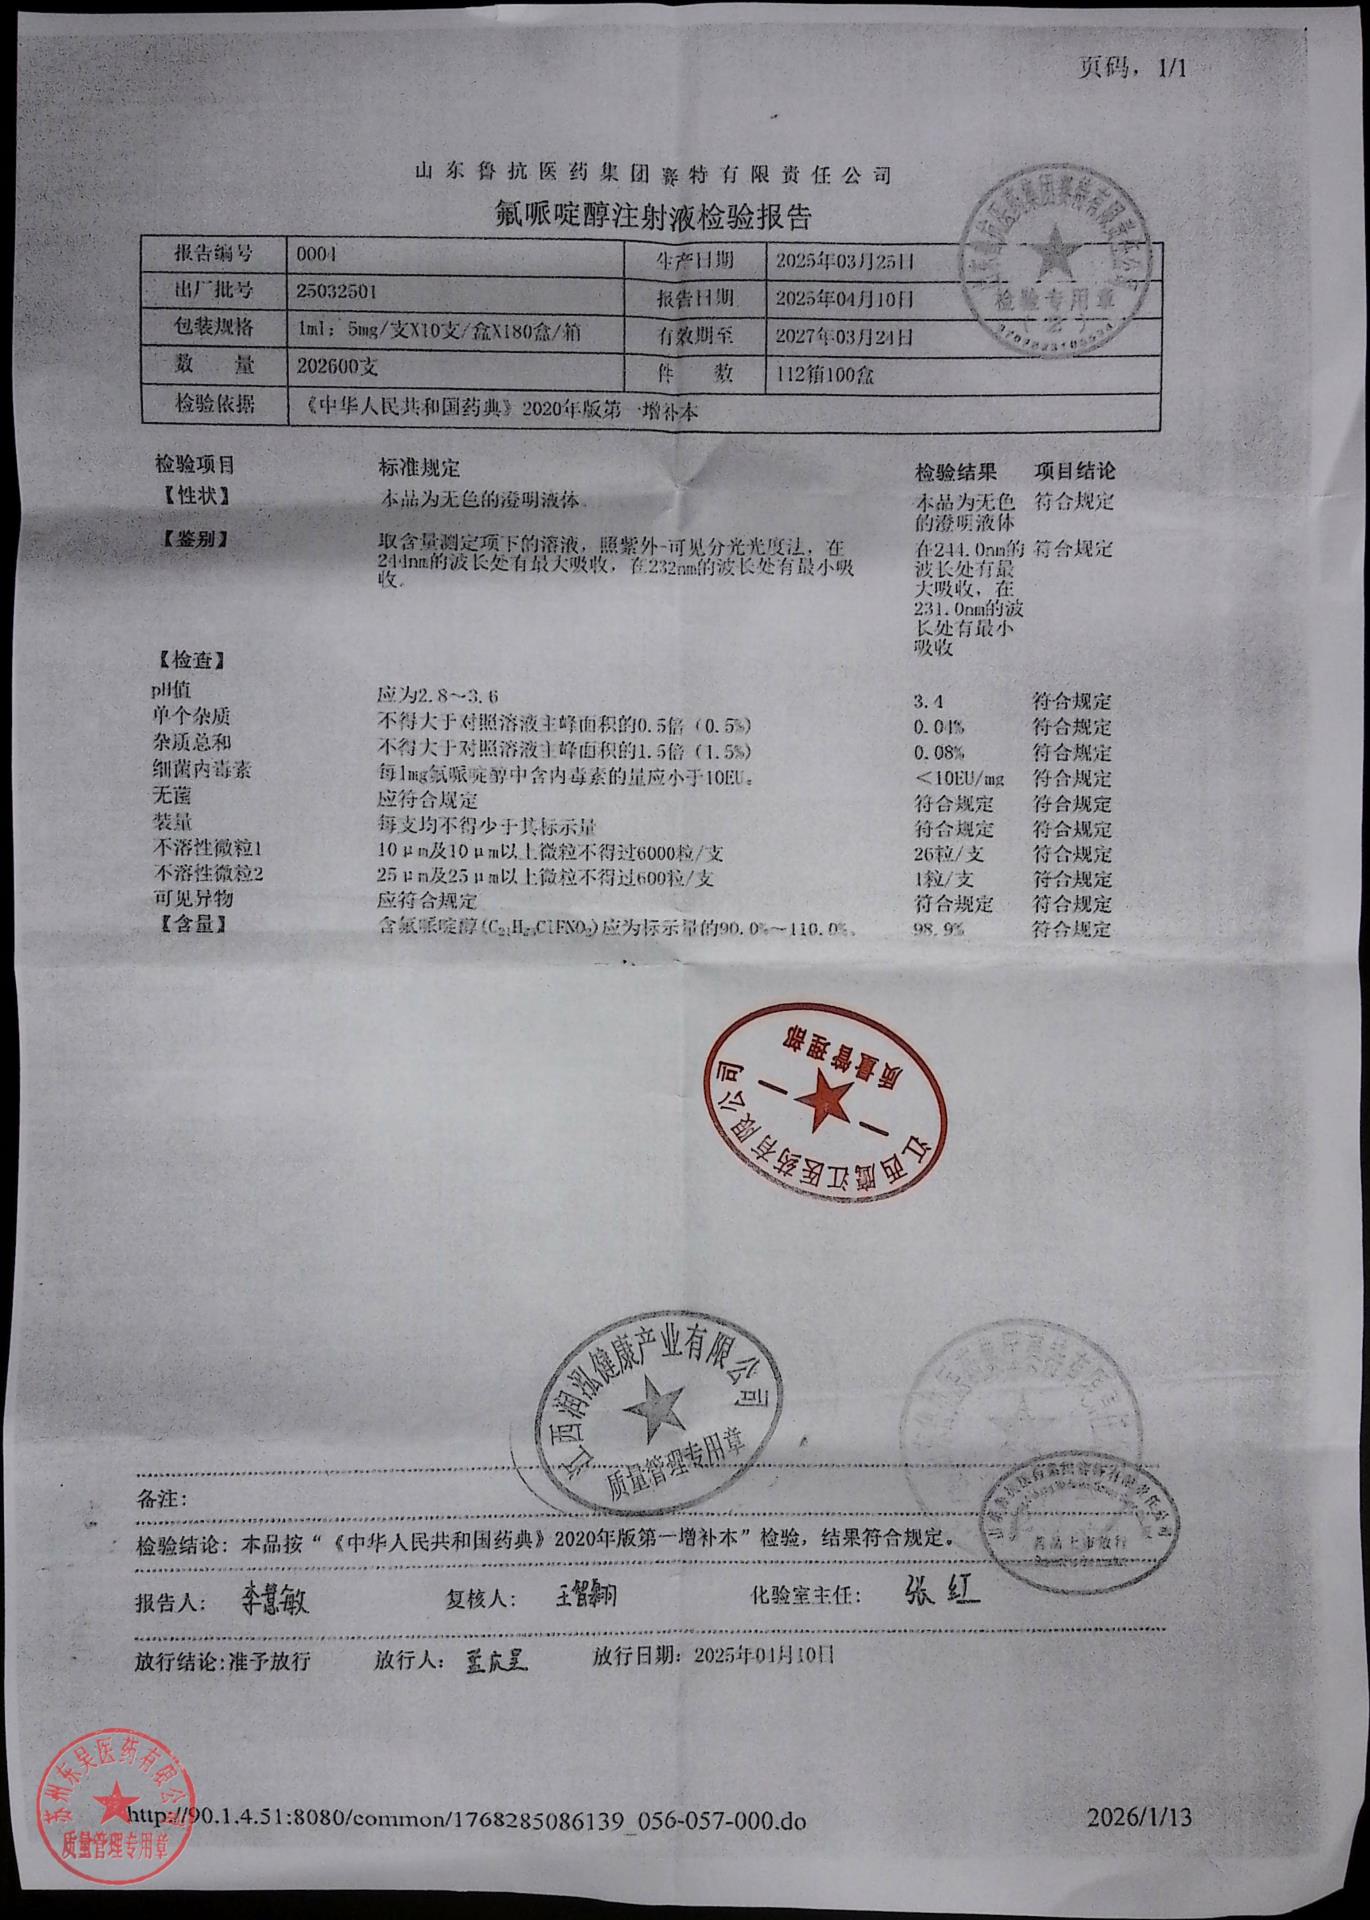 页码，1/1
山东鲁抗医药集团赛特有限责任公司
氟哌啶醇注射液检验报告
报告编号 0004 生产日期 2025年03月25日
出厂批号 25032501 报告日期 2025年04月10日
包装规格 1ml：5mg/支X10支/盒X180盒/箱 有效期至 2027年03月24日
数 量 202600支 件 数 112箱100盒
检验依据 《中华人民共和国药典》2020年版第一增补本
检验专用章
检验项目 标准规定 检验结果 项目结论
【性状】 本品为无色的澄明液体。 本品为无色 符合规定
的澄明液体
【鉴别】 取含量测定项下的溶液，照紫外-可见分光光度法，在 在244.0nm的 符合规定
244nm的波长处有最大吸收，在232nm的波长处有最小吸 波长处有最
收。 大吸收，在
231.0nm的波
长处有最小
吸收
【检查】
pH值 应为2.8～3.6 3.4 符合规定
单个杂质 不得大于对照溶液主峰面积的0.5倍（0.5%） 0.04% 符合规定
杂质总和 不得大于对照溶液主峰面积的1.5倍（1.5%） 0.08% 符合规定
细菌内毒素 每1mg氟哌啶醇中含内毒素的量应小于10EU。 ＜10EU/mg 符合规定
无菌 应符合规定 符合规定 符合规定
装量 每支均不得少于其标示量 符合规定 符合规定
不溶性微粒1 10μm及10μm以上微粒不得过6000粒/支 26粒/支 符合规定
不溶性微粒2 25μm及25μm以上微粒不得过600粒/支 1粒/支 符合规定
可见异物 应符合规定 符合规定 符合规定
【含量】 含氟哌啶醇(C₂₁H₂₃ClFNO₂)应为标示量的90.0%～110.0%。 98.9% 符合规定
江西庐江医药有限公司
质量管理部
江西润泓健康产业有限公司
质量管理专用章
备注：
检验结论：本品按“《中华人民共和国药典》2020年版第一增补本”检验，结果符合规定。
药品上市放行
报告人：李慧敏 复核人：王智翱 化验室主任：张红
放行结论:准予放行 放行人： 放行日期：2025年04月10日
苏州东吴医药有限公司
质量管理专用章
http://90.1.4.51:8080/common/1768285086139_056-057-000.do 2026/1/13